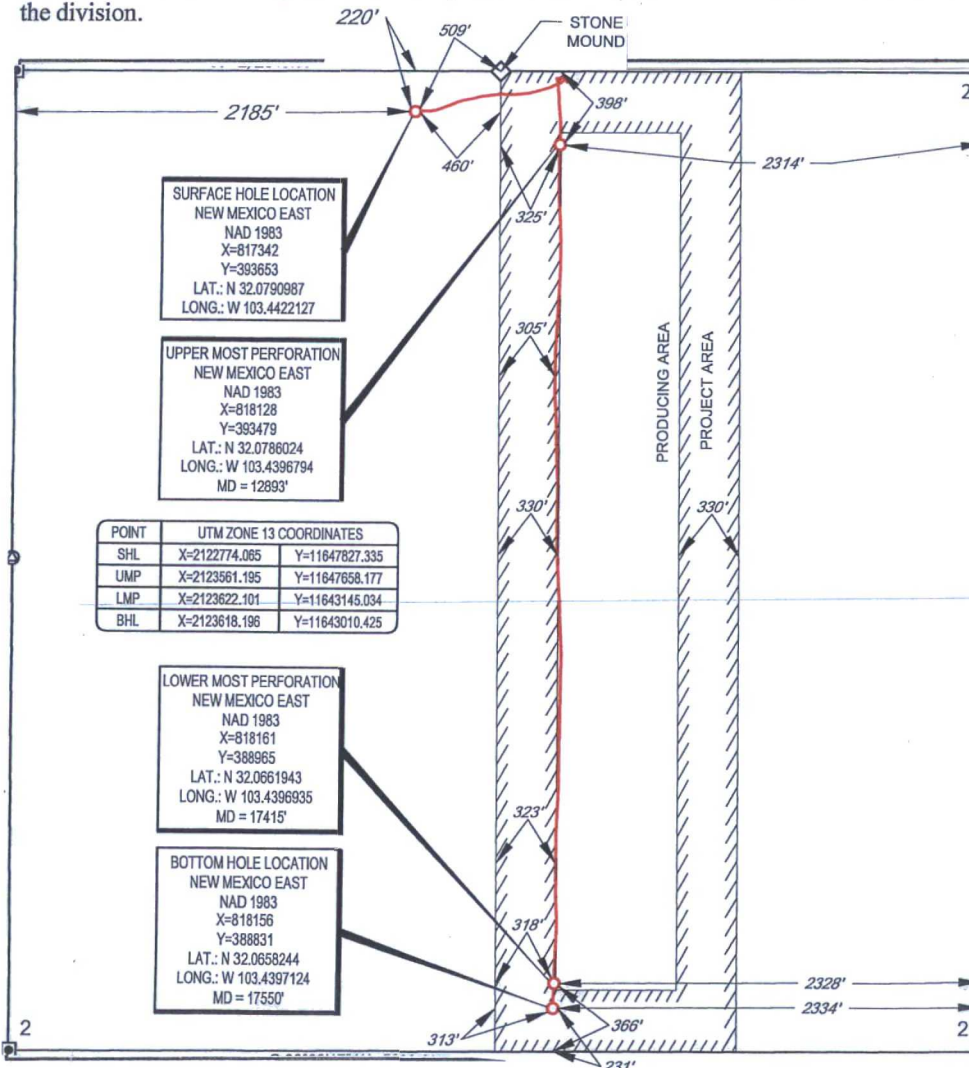 the division.
220'
509'
STONE
MOUND
2185'
460'
398'
2
2314'
325'
SURFACE HOLE LOCATION
NEW MEXICO EAST
NAD 1983
X=817342
Y=393653
LAT.: N 32.0790987
LONG.: W 103.4422127
305'
UPPER MOST PERFORATION
NEW MEXICO EAST
NAD 1983
X=818128
Y=393479
LAT.: N 32.0786024
LONG.: W 103.4396794
MD = 12893'
PRODUCING AREA
PROJECT AREA
330'
330'
POINT UTM ZONE 13 COORDINATES
SHL X=2122774.065 Y=11647827.335
UMP X=2123561.195 Y=11647658.177
LMP X=2123622.101 Y=11643145.034
BHL X=2123618.196 Y=11643010.425
LOWER MOST PERFORATION
NEW MEXICO EAST
NAD 1983
X=818161
Y=388965
LAT.: N 32.0661943
LONG.: W 103.4396935
MD = 17415'
323'
BOTTOM HOLE LOCATION
NEW MEXICO EAST
NAD 1983
X=818156
Y=388831
LAT.: N 32.0658244
LONG.: W 103.4397124
MD = 17550'
318'
2328'
2334'
2
313'
366'
2
231'